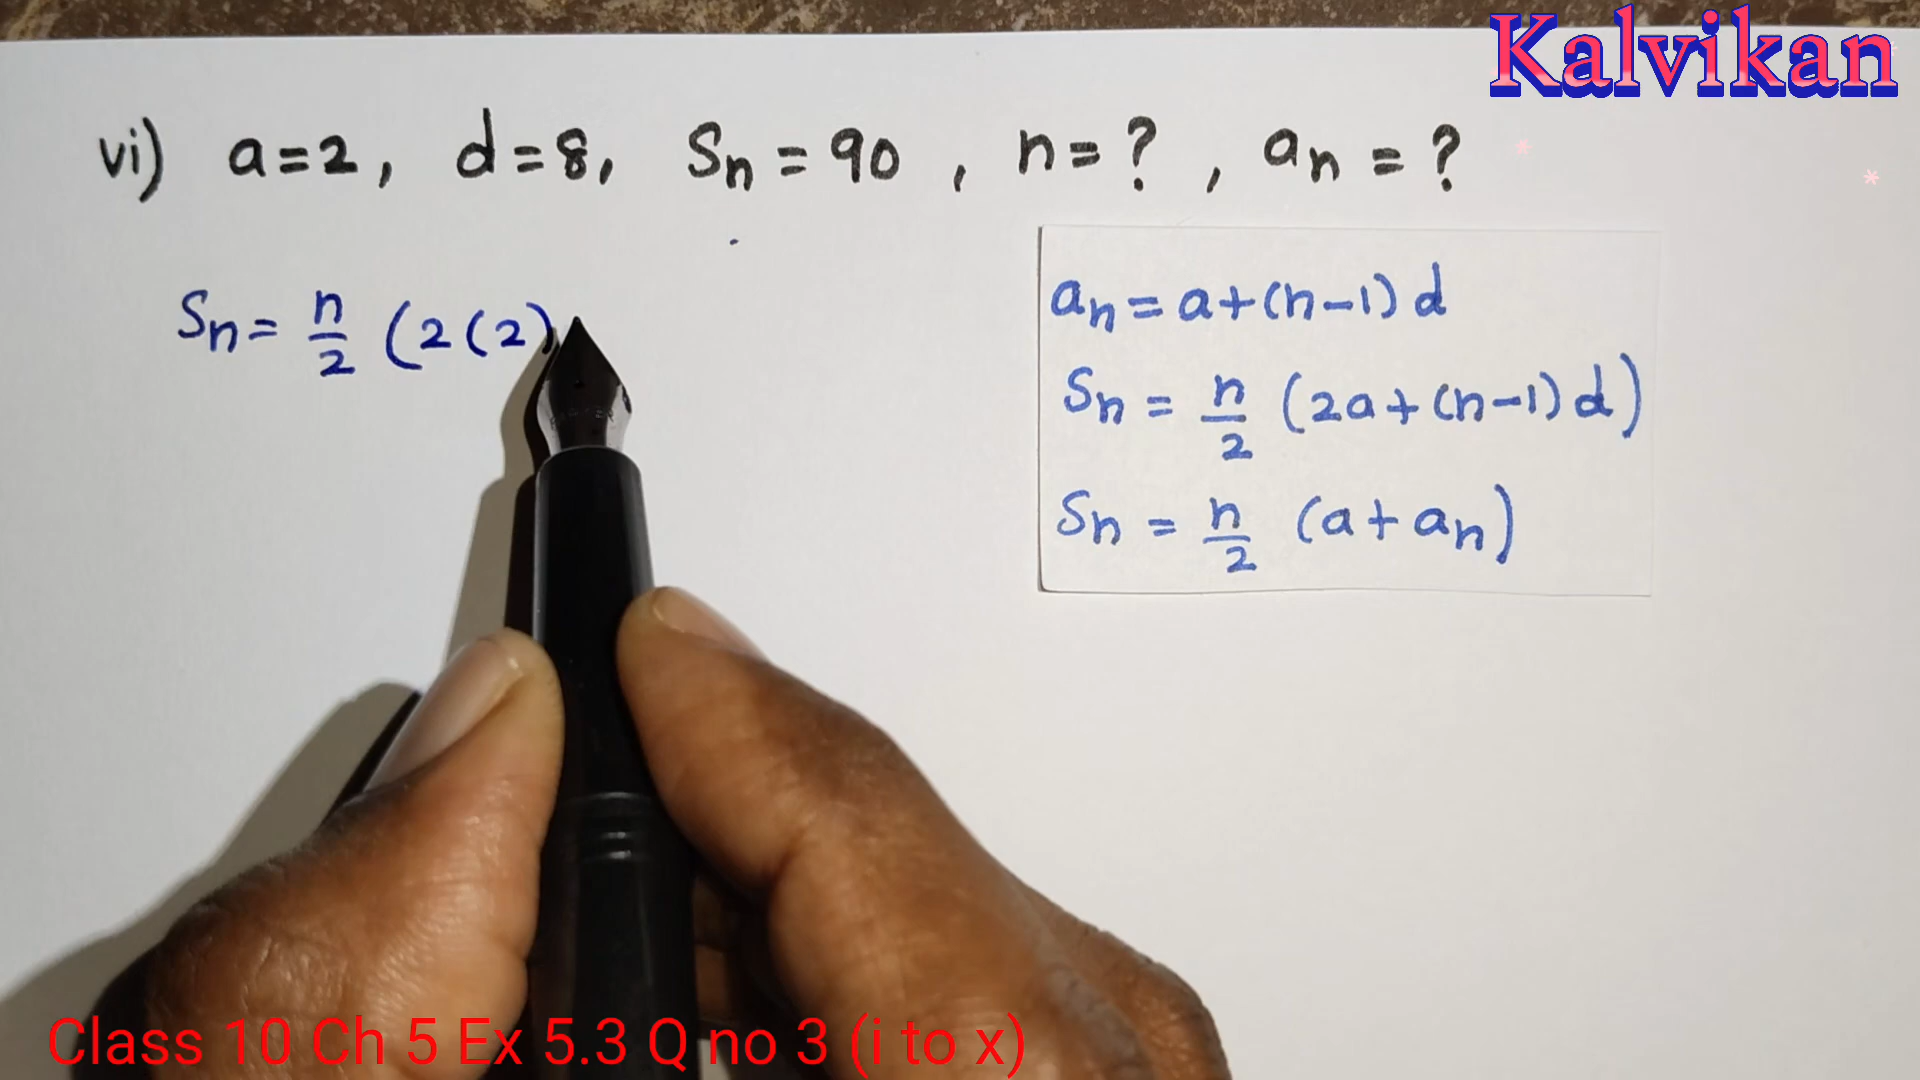 Kalvikan
vi) a=2, d=8, Sn=90, n=?, an=?
Sn = n/2 (2(2)
an = a+(n-1)d
Sn = n/2 (2a+(n-1)d)
Sn = n/2 (a+an)
Class 10 Ch 5 Ex 5.3 Q no 3 (i to x)